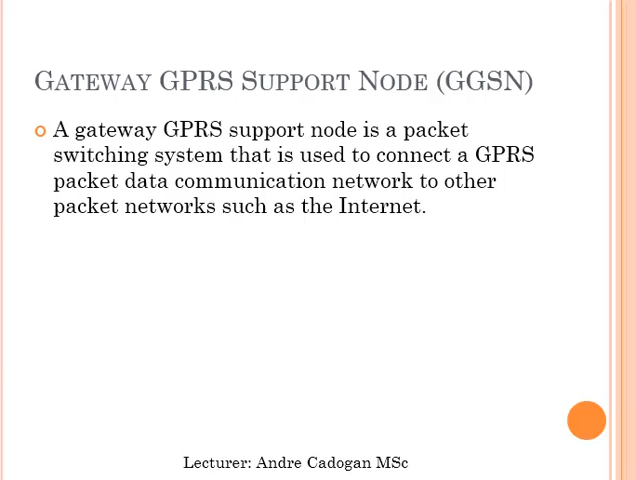 GATEWAY GPRS SUPPORT NODE (GGSN)
A gateway GPRS support node is a packet
switching system that is used to connect a GPRS
packet data communication network to other
packet networks such as the Internet.
Lecturer: Andre Cadogan MSc